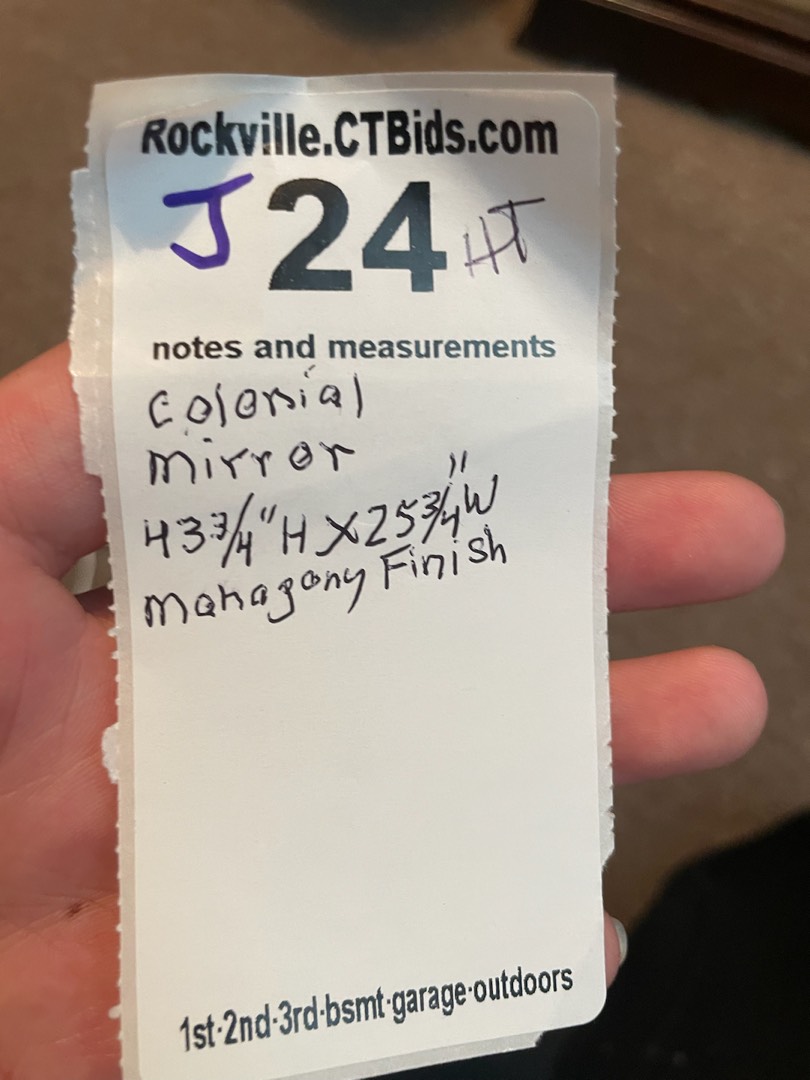 Rockville.CTBids.com
J 24 HT
notes and measurements
Colonial
mirror
43 3/4" H X 25 3/4" W
Mahagony Finish
1st·2nd·3rd·bsmt·garage·outdoors